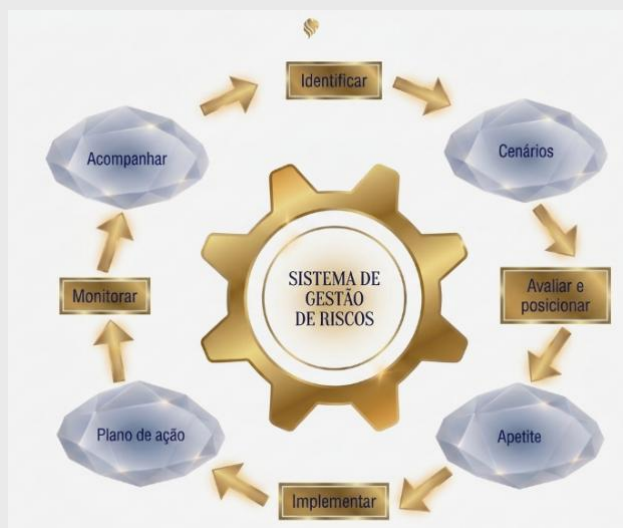 Identificar
Cenários
Avaliar e
posicionar
Apetite
Implementar
Plano de ação
Monitorar
Acompanhar
SISTEMA DE
GESTÃO
DE RISCOS